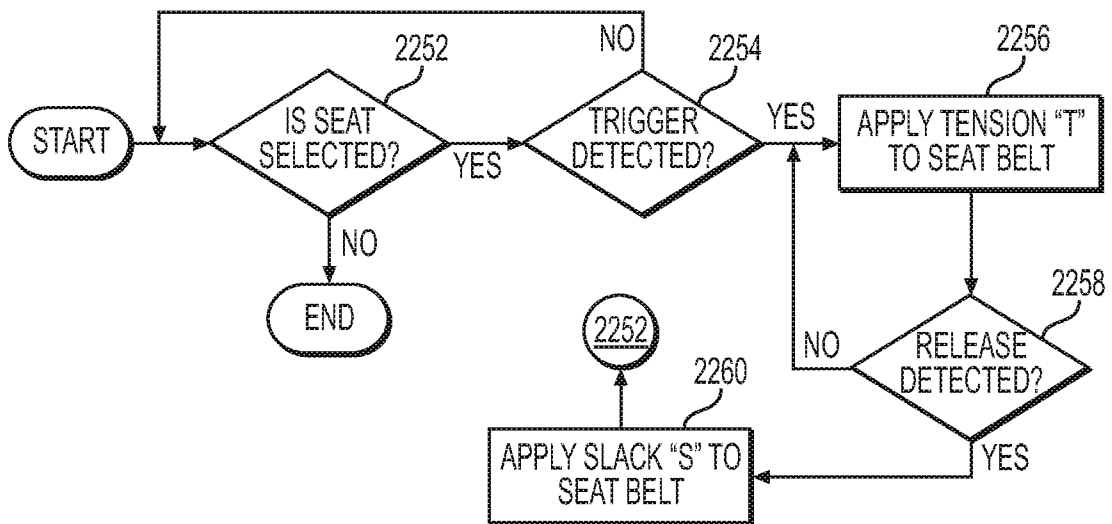 NO
2252
2254
2256
START
IS SEAT
SELECTED?
YES
TRIGGER
DETECTED?
YES
APPLY TENSION "T"
TO SEAT BELT
NO
END
2252
2258
NO
RELEASE
DETECTED?
2260
YES
APPLY SLACK "S" TO
SEAT BELT